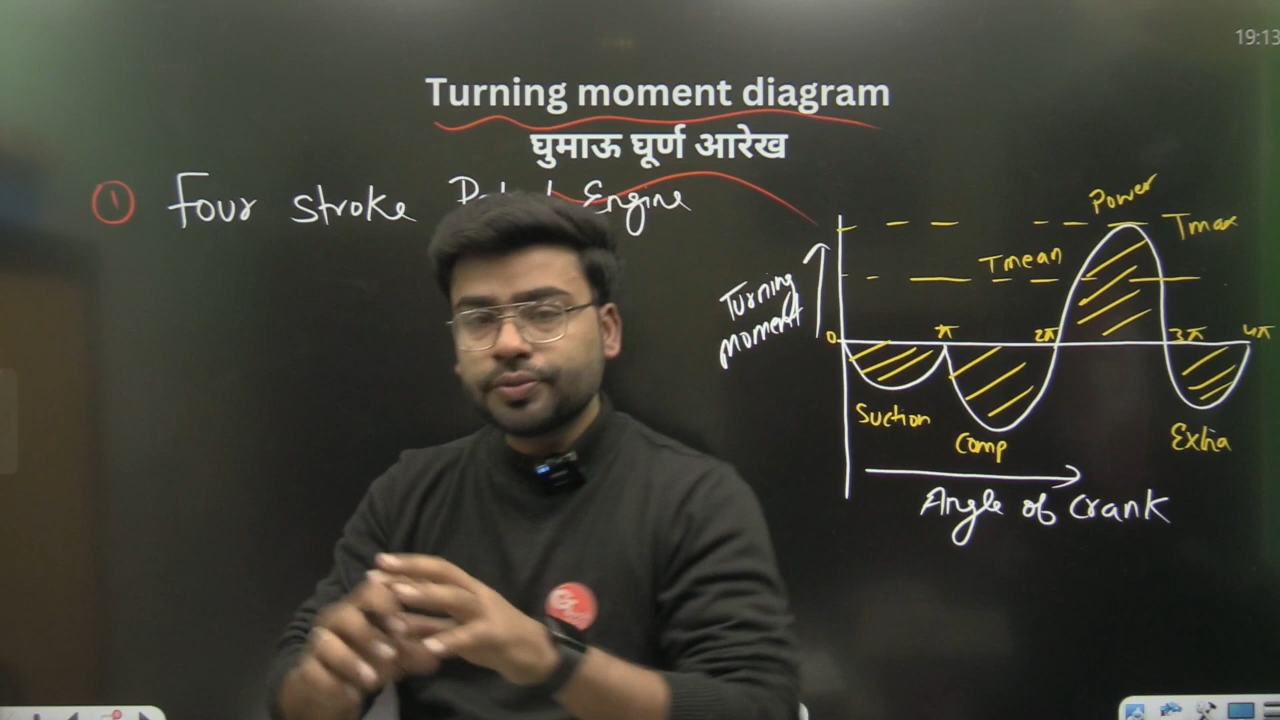 19:13
Turning moment diagram
घुमाऊ घूर्ण आरेख
① Four stroke Engine
Power
Tmax
Tmean
Turning moment
0 π 2π 3π 4π
Suction
Comp
Exha
Angle of Crank